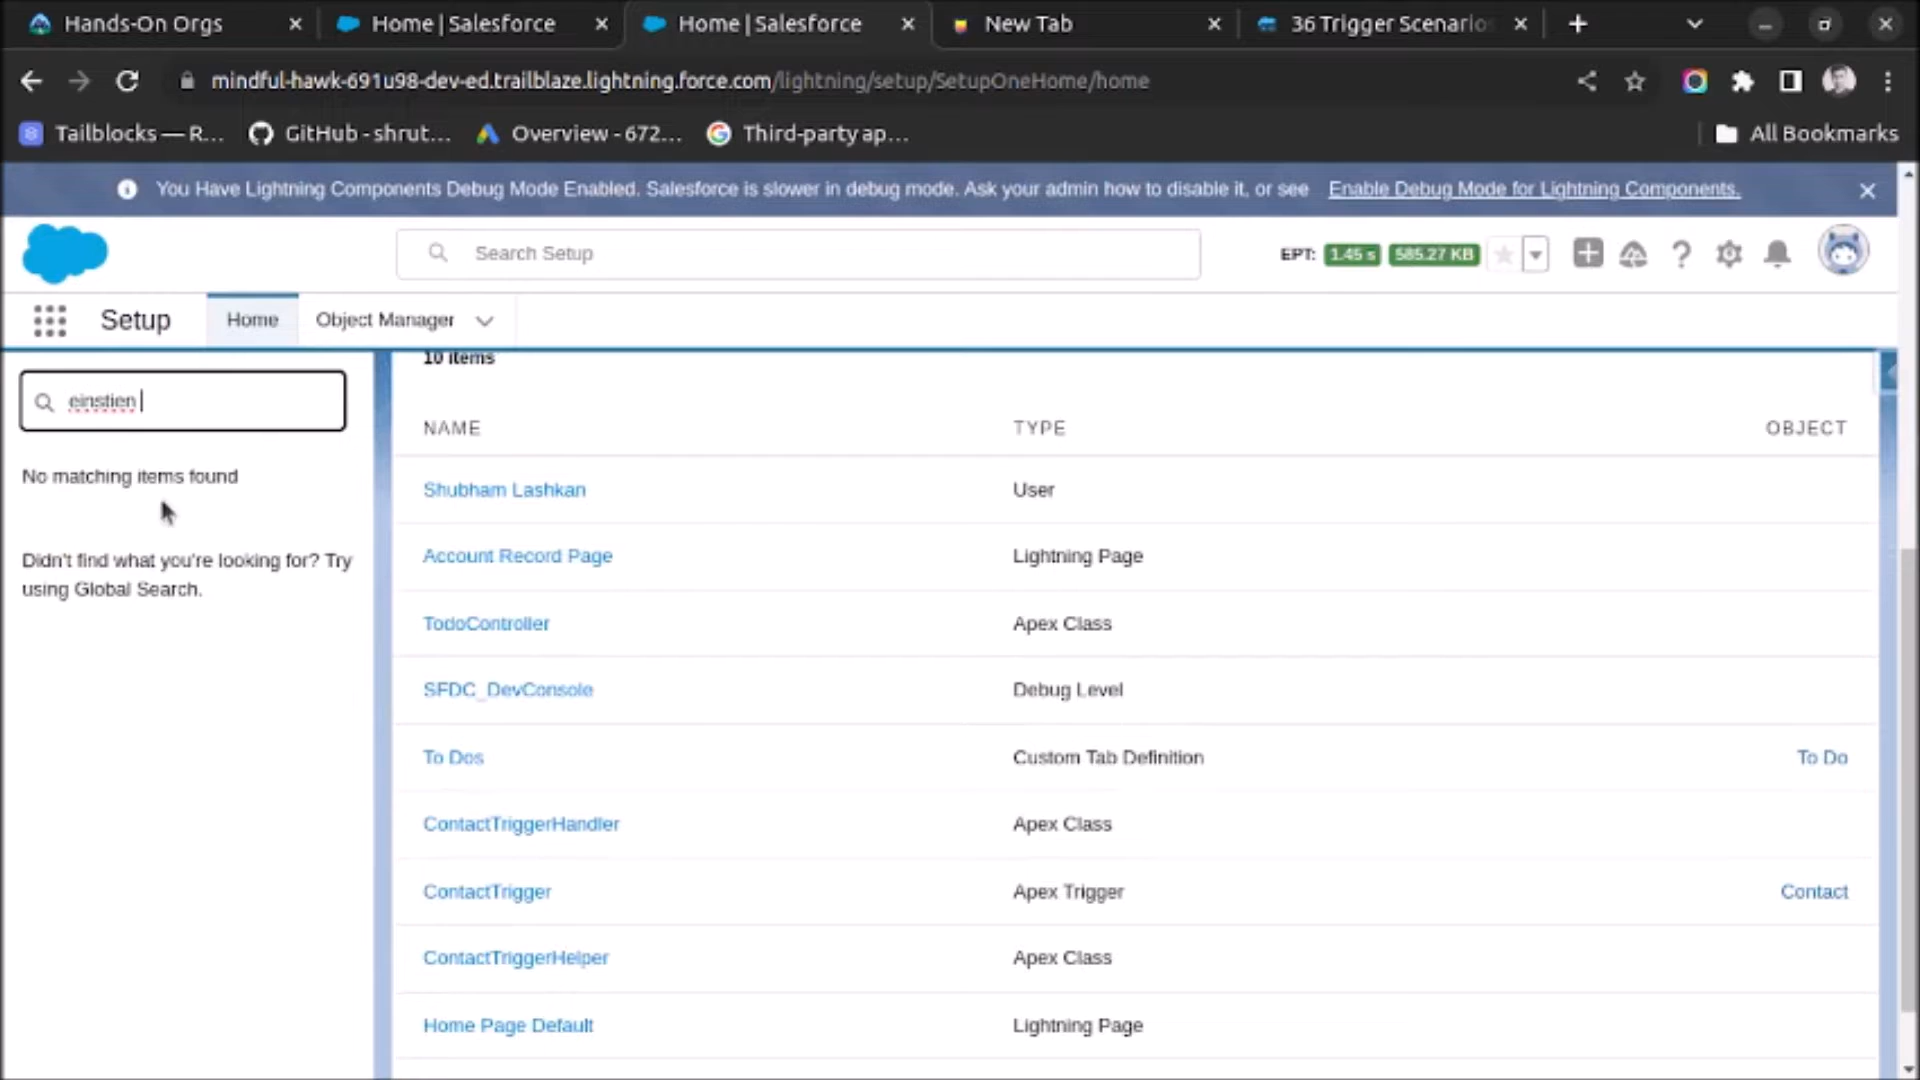 Hands-On Orgs
Home | Salesforce
Home | Salesforce
New Tab
36 Trigger Scenarios
mindful-hawk-691u98-dev-ed.trailblaze.lightning.force.com/lightning/setup/SetupOneHome/home
Tailblocks — R...
GitHub - shrut...
Overview - 672...
Third-party ap...
All Bookmarks
You Have Lightning Components Debug Mode Enabled. Salesforce is slower in debug mode. Ask your admin how to disable it, or see Enable Debug Mode for Lightning Components.
Search Setup
EPT: 1.45 s 585.27 KB
Setup
Home
Object Manager
einstien
No matching items found
Didn't find what you're looking for? Try
using Global Search.
10 items
NAME TYPE OBJECT
Shubham Lashkan User
Account Record Page Lightning Page
TodoController Apex Class
SFDC_DevConsole Debug Level
To Dos Custom Tab Definition To Do
ContactTriggerHandler Apex Class
ContactTrigger Apex Trigger Contact
ContactTriggerHelper Apex Class
Home Page Default Lightning Page